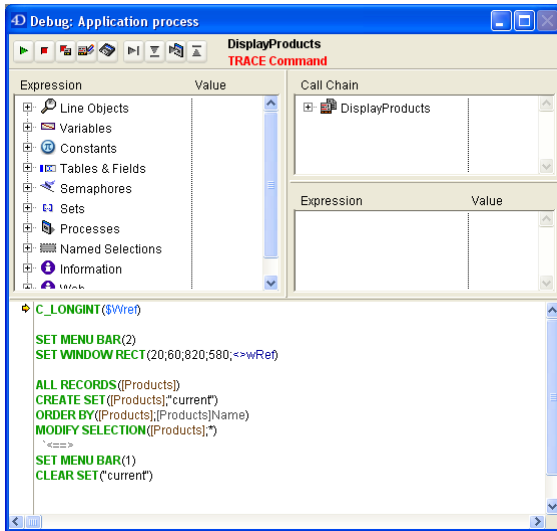 4D Debug: Application process
DisplayProducts
TRACE Command
Expression Value
Line Objects
Variables
Constants
Tables & Fields
Semaphores
Sets
Processes
Named Selections
Information
Web
Call Chain
DisplayProducts
Expression Value
C_LONGINT($Wref)
SET MENU BAR(2)
SET WINDOW RECT(20;60;820;580;<>wRef)
ALL RECORDS([Products])
CREATE SET([Products];"current")
ORDER BY([Products];[Products]Name)
MODIFY SELECTION([Products];*)
`<==>
SET MENU BAR(1)
CLEAR SET("current")